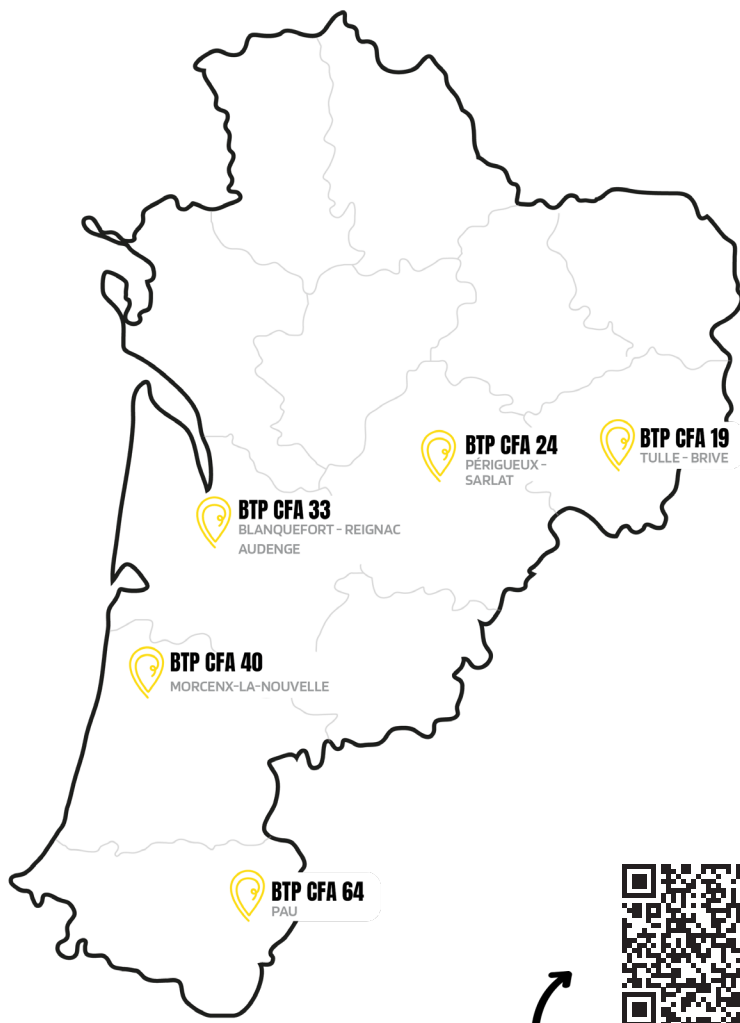 BTP CFA 24
PÉRIGUEUX -
SARLAT
BTP CFA 19
TULLE - BRIVE
BTP CFA 33
BLANQUEFORT - REIGNAC
AUDENGE
BTP CFA 40
MORCENX-LA-NOUVELLE
BTP CFA 64
PAU